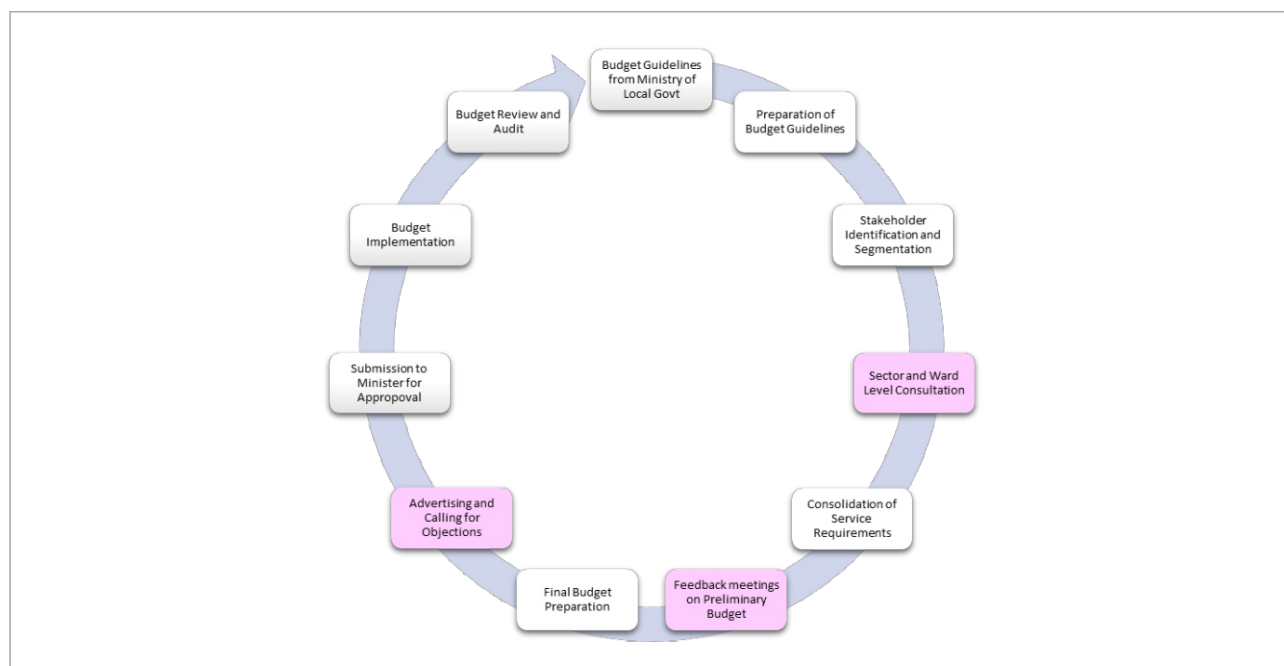 Budget Guidelines
from Ministry of
Local Govt
Preparation of
Budget Guidelines
Stakeholder
Identification and
Segmentation
Sector and Ward
Level Consultation
Consolidation of
Service
Requirements
Feedback meetings
on Preliminary
Budget
Final Budget
Preparation
Advertising and
Calling for
Objections
Submission to
Minister for
Appropoval
Budget
Implementation
Budget Review and
Audit